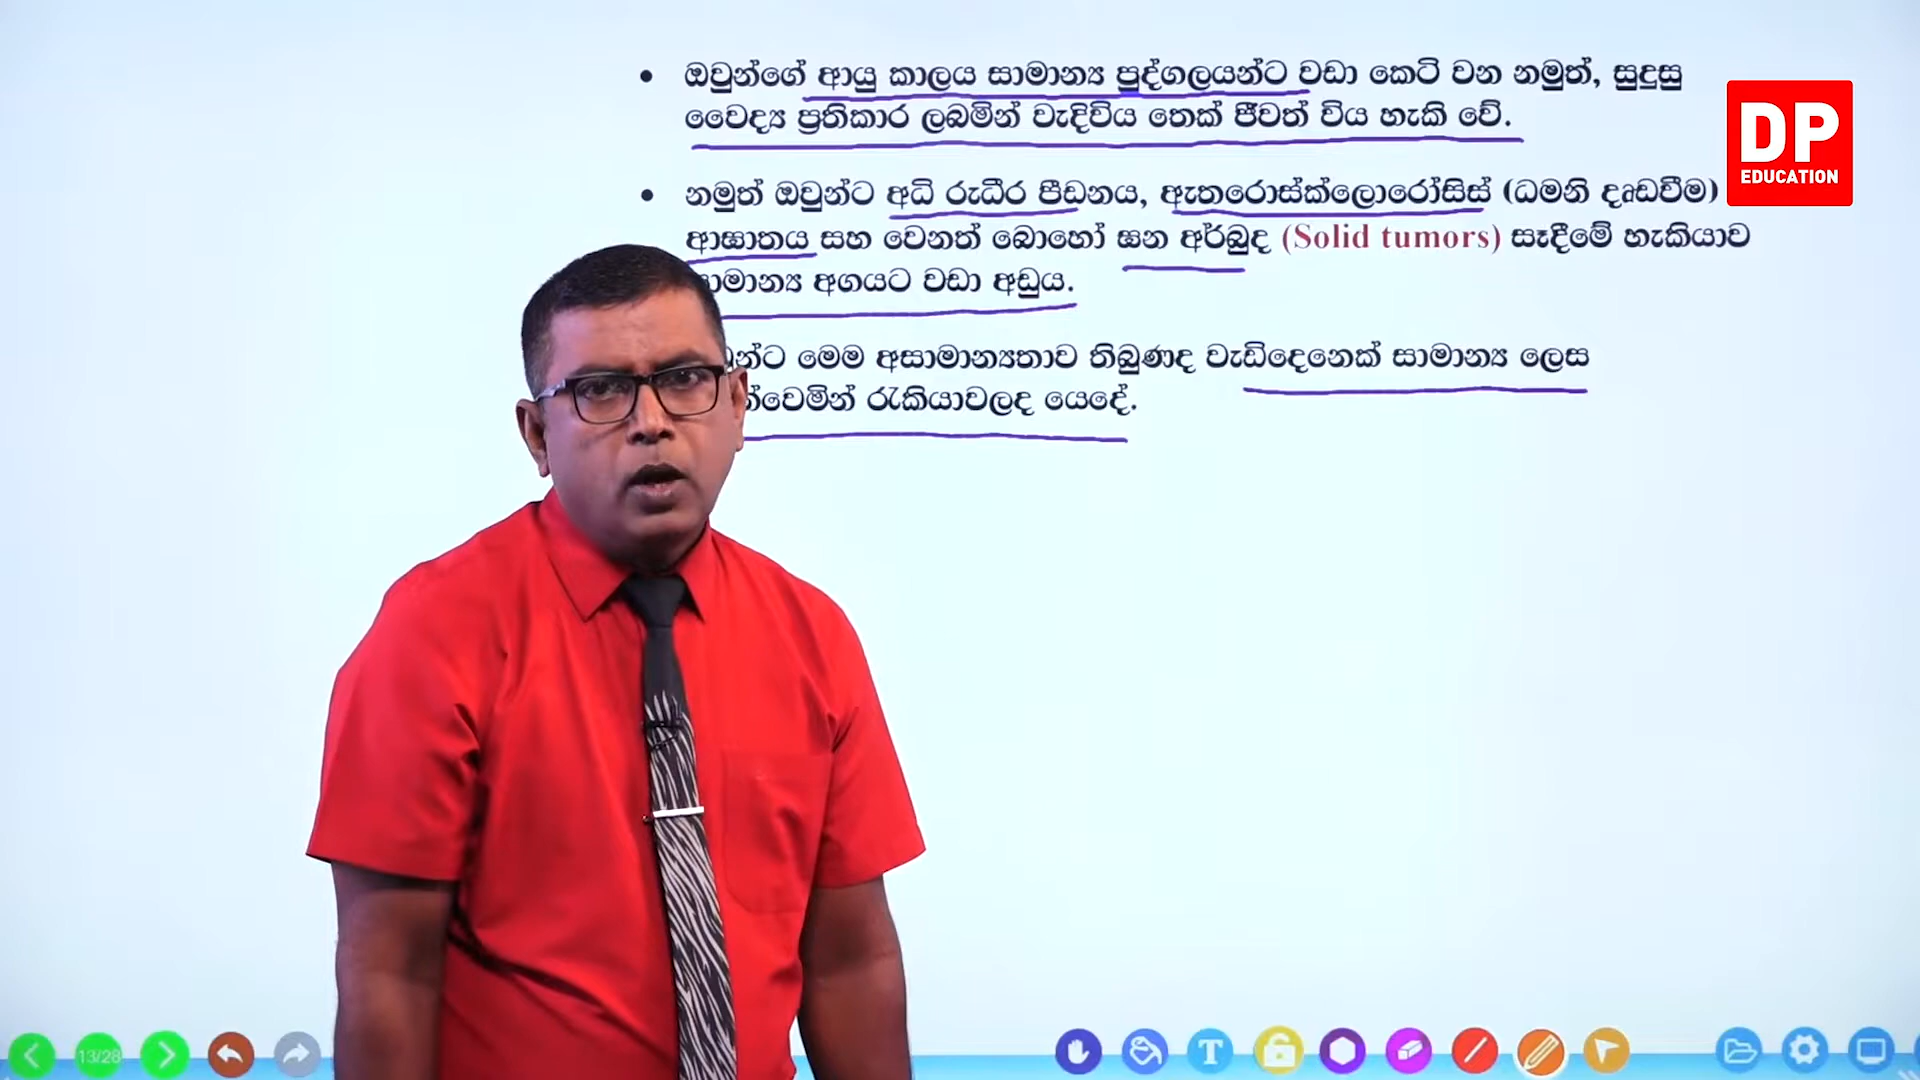 • ඔවුන්ගේ ආයු කාලය සාමාන්‍ය පුද්ගලයන්ට වඩා කෙටි වන නමුත්, සුදුසු
වෛද්‍ය ප්‍රතිකාර ලබමින් වැඩිවිය තෙක් ජීවත් විය හැකි වේ.
• නමුත් ඔවුන්ට අධි රුධිර පීඩනය, ඇතරොස්ක්ලොරෝසිස් (ධමනි දෘඩවීම)
ආඝාතය සහ වෙනත් බොහෝ ඝන අර්බුද (Solid tumors) සෑදීමේ හැකියාව
සාමාන්‍ය අගයට වඩා අඩුය.
මෙම අසාමාන්‍යතාව තිබුණද වැඩිදෙනෙක් සාමාන්‍ය ලෙස
රැකියාවලද යෙදේ.
DP
EDUCATION
13/28
T